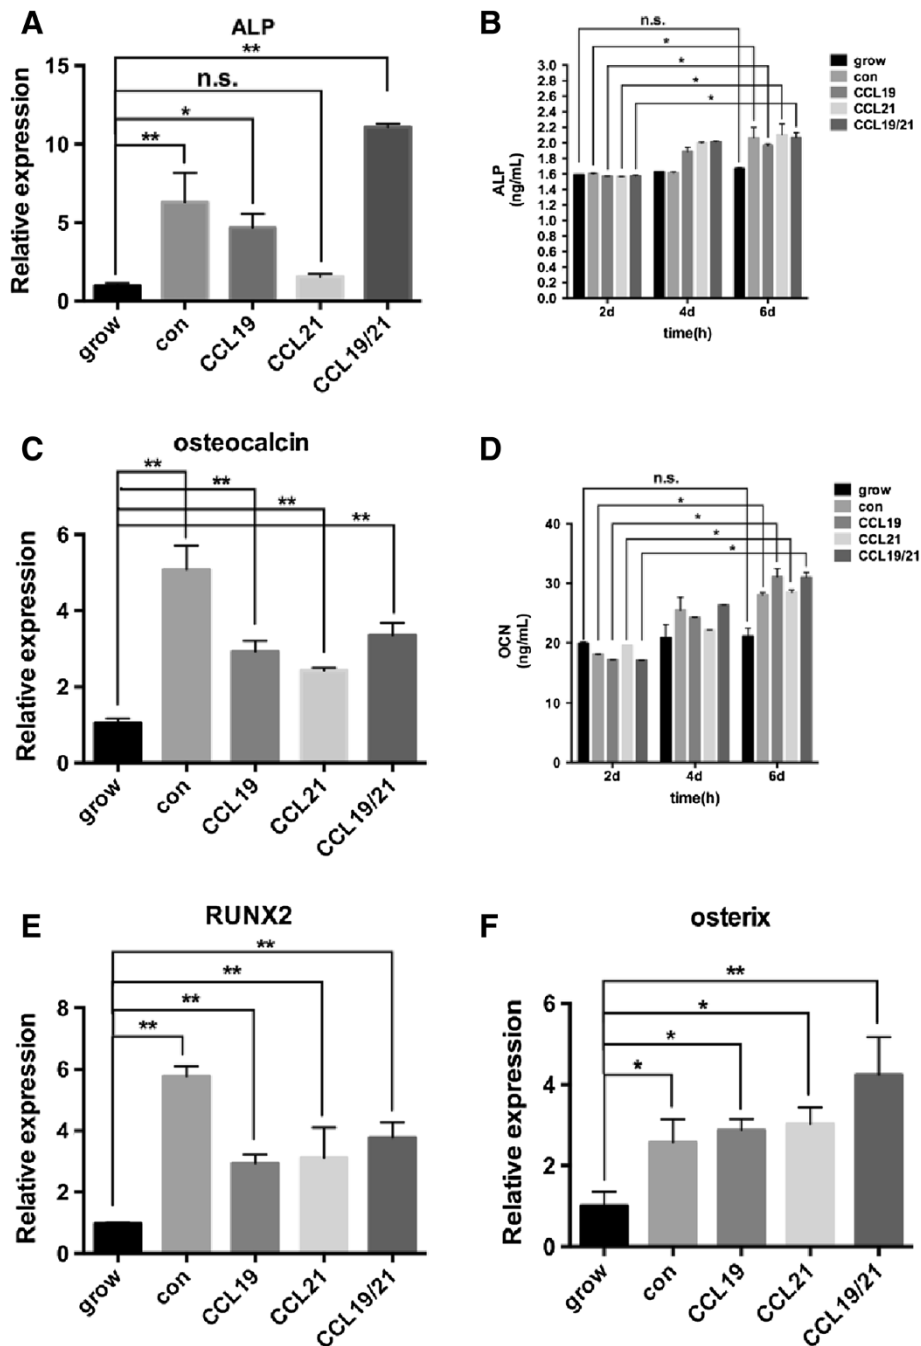 A
ALP
**
n.s.
*
**
Relative expression
15
10
5
0
grow
con
CCL19
CCL21
CCL19/21
B
n.s.
*
*
*
*
grow
con
CCL19
CCL21
CCL19/21
ALP
(ng/mL)
3.0
2.8
2.6
2.4
2.2
2.0
1.8
1.6
1.4
1.2
1.0
0.8
0.6
0.4
0.2
0.0
2d
4d
6d
time(h)
C
osteocalcin
**
**
**
**
Relative expression
6
4
2
0
grow
con
CCL19
CCL21
CCL19/21
D
n.s.
*
*
*
*
grow
con
CCL19
CCL21
CCL19/21
OCN
(ng/mL)
40
30
20
10
0
2d
4d
6d
time(h)
E
RUNX2
**
**
**
**
Relative expression
8
6
4
2
0
grow
con
CCL19
CCL21
CCL19/21
F
osterix
**
*
*
*
Relative expression
6
4
2
0
grow
con
CCL19
CCL21
CCL19/21